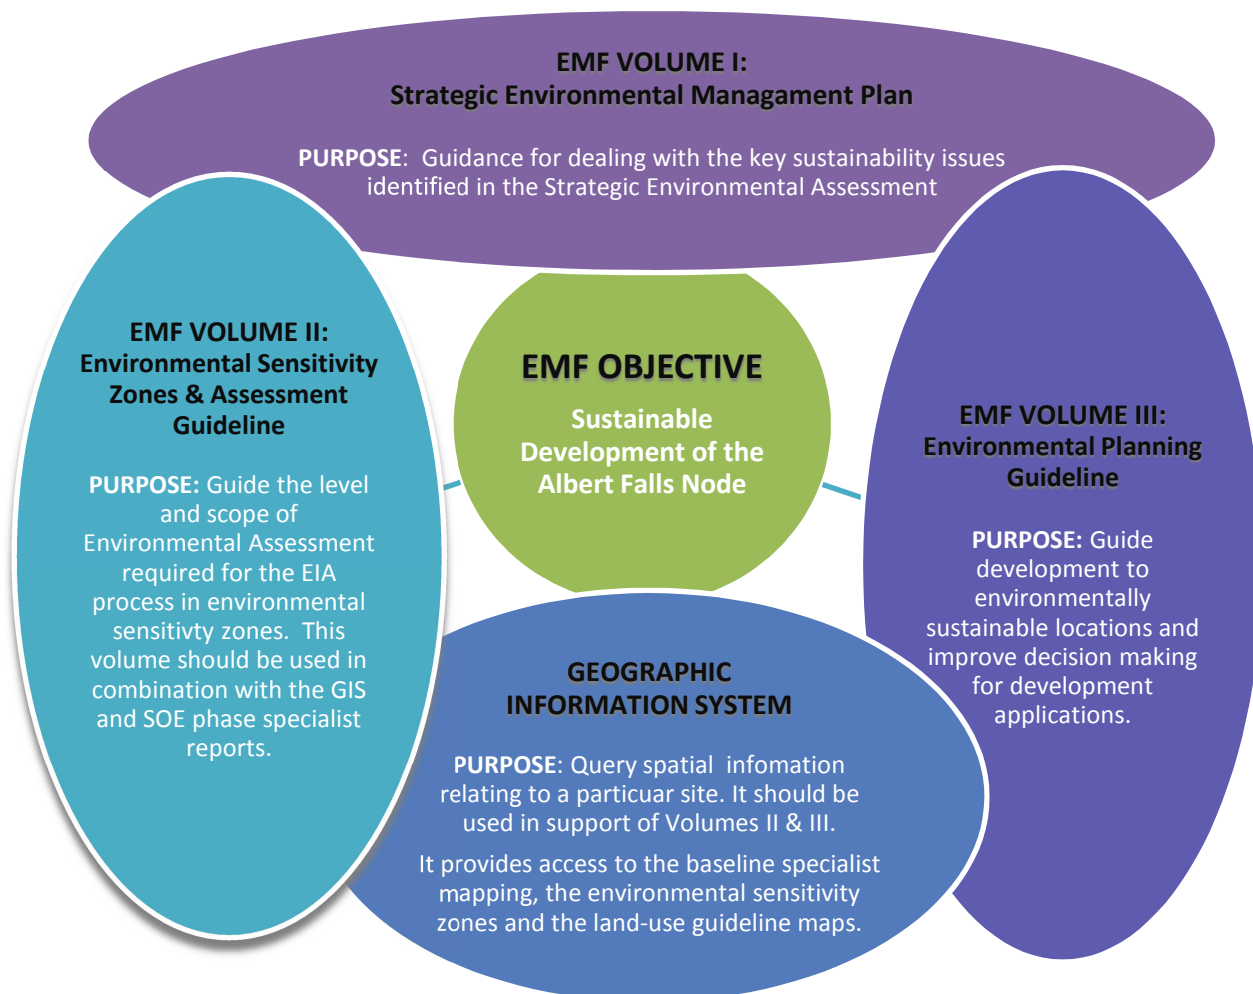 EMF VOLUME I:
Strategic Environmental Managament Plan
PURPOSE:  Guidance for dealing with the key sustainability issues
identified in the Strategic Environmental Assessment
EMF VOLUME II:
Environmental Sensitivity
Zones & Assessment
Guideline
PURPOSE: Guide the level
and scope of
Environmental Assessment
required for the EIA
process in environmental
sensitivty zones.  This
volume should be used in
combination with the GIS
and SOE phase specialist
reports.
EMF OBJECTIVE
Sustainable
Development of the
Albert Falls Node
EMF VOLUME III:
Environmental Planning
Guideline
PURPOSE: Guide
development to
environmentally
sustainable locations and
improve decision making
for development
applications.
GEOGRAPHIC
INFORMATION SYSTEM
PURPOSE: Query spatial  infomation
relating to a particuar site. It should be
used in support of Volumes II & III.
It provides access to the baseline specialist
mapping, the environmental sensitivity
zones and the land-use guideline maps.